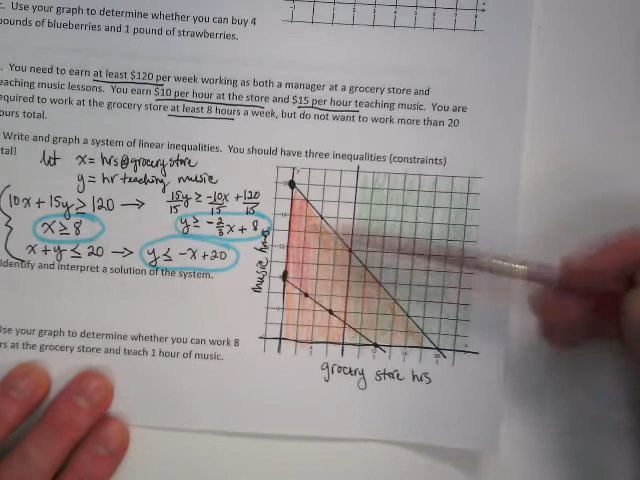 . Use your graph to determine whether you can buy 4
pounds of blueberries and 1 pound of strawberries.
. You need to earn at least $120 per week working as both a manager at a grocery store and
eaching music lessons. You earn $10 per hour at the store and $15 per hour teaching music. You are
equired to work at the grocery store at least 8 hours a week, but do not want to work more than 20
ours total.
Write and graph a system of linear inequalities. You should have three inequalities (constraints)
tal!
let x = hrs @ grocery store
y = hr teaching music
10x + 15y ≥ 120 → 15y ≥ -10x + 120
15 15 15
x ≥ 8
y ≥ -2/3 x + 8
x + y ≤ 20 → y ≤ -x + 20
Identify and interpret a solution of the system.
music hrs
grocery store hrs
Use your graph to determine whether you can work 8
rs at the grocery store and teach 1 hour of music.